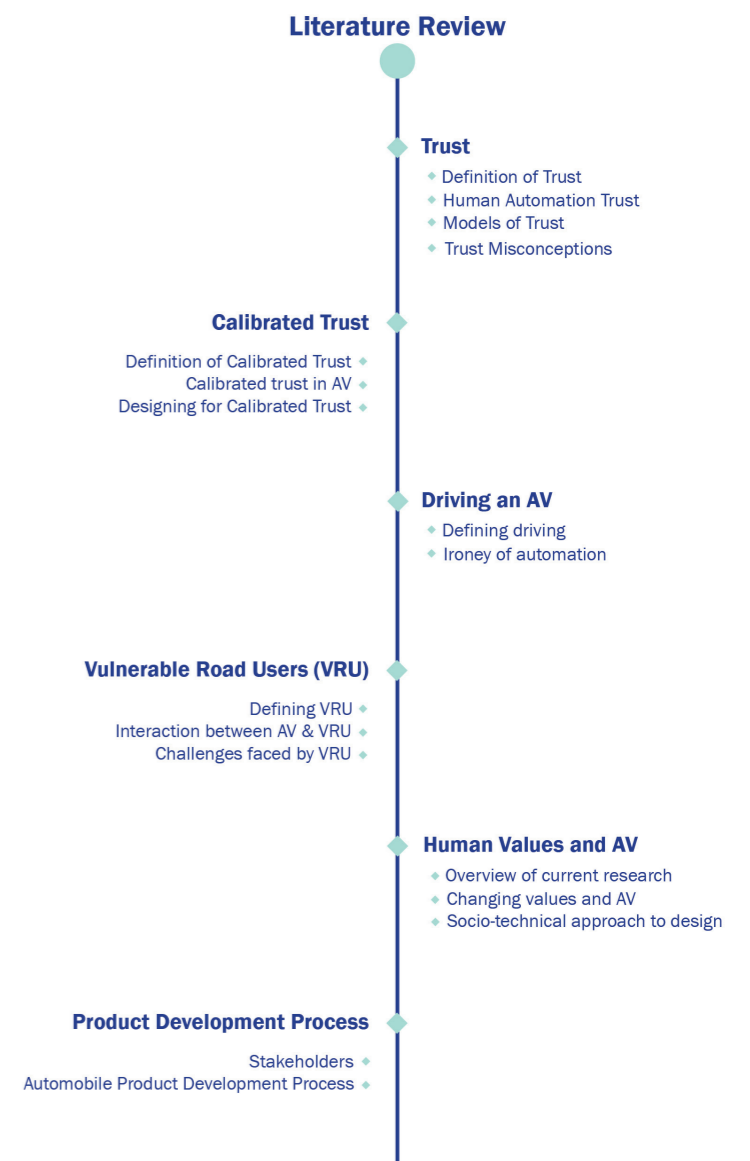 Literature Review
Trust
Definition of Trust
Human Automation Trust
Models of Trust
Trust Misconceptions
Calibrated Trust
Definition of Calibrated Trust
Calibrated trust in AV
Designing for Calibrated Trust
Driving an AV
Defining driving
Ironey of automation
Vulnerable Road Users (VRU)
Defining VRU
Interaction between AV & VRU
Challenges faced by VRU
Human Values and AV
Overview of current research
Changing values and AV
Socio-technical approach to design
Product Development Process
Stakeholders
Automobile Product Development Process